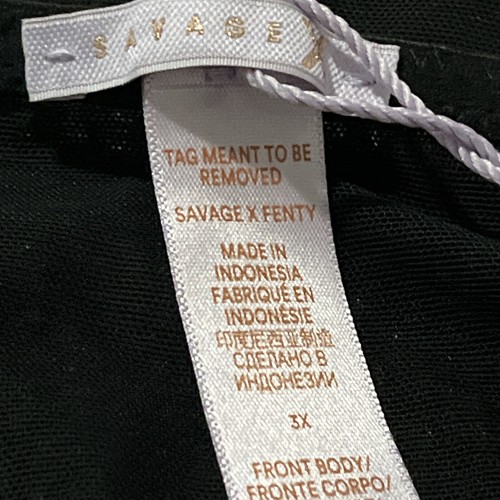 SAVAGE X
TAG MEANT TO BE
REMOVED
SAVAGE X FENTY
MADE IN
INDONESIA
FABRIQUÉ EN
INDONÉSIE
印度尼西亚制造
СДЕЛАНО В
ИНДОНЕЗИИ
3X
FRONT BODY/
FRONTE CORPO/